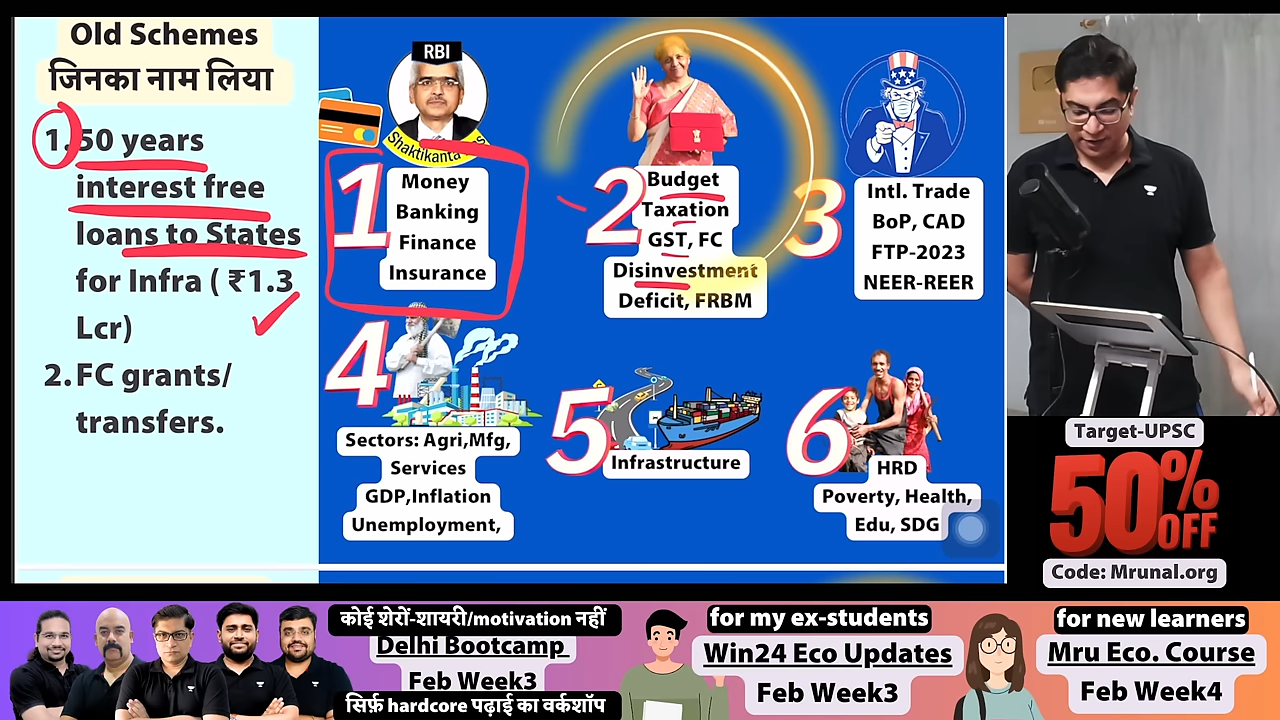 Old Schemes
जिनका नाम लिया
1. 50 years
interest free
loans to States
for Infra ( ₹1.3
Lcr)
2. FC grants/
transfers.
RBI
Shaktikanta
1
Money
Banking
Finance
Insurance
2
Budget
Taxation
GST, FC
Disinvestment
Deficit, FRBM
3
Intl. Trade
BoP, CAD
FTP-2023
NEER-REER
4
Sectors: Agri,Mfg,
Services
GDP,Inflation
Unemployment,
5
Infrastructure
6
HRD
Poverty, Health,
Edu, SDG
Target-UPSC
50%
OFF
Code: Mrunal.org
कोई शेरों-शायरी/motivation नहीं
Delhi Bootcamp
Feb Week3
सिर्फ़ hardcore पढ़ाई का वर्कशॉप
for my ex-students
Win24 Eco Updates
Feb Week3
for new learners
Mru Eco. Course
Feb Week4